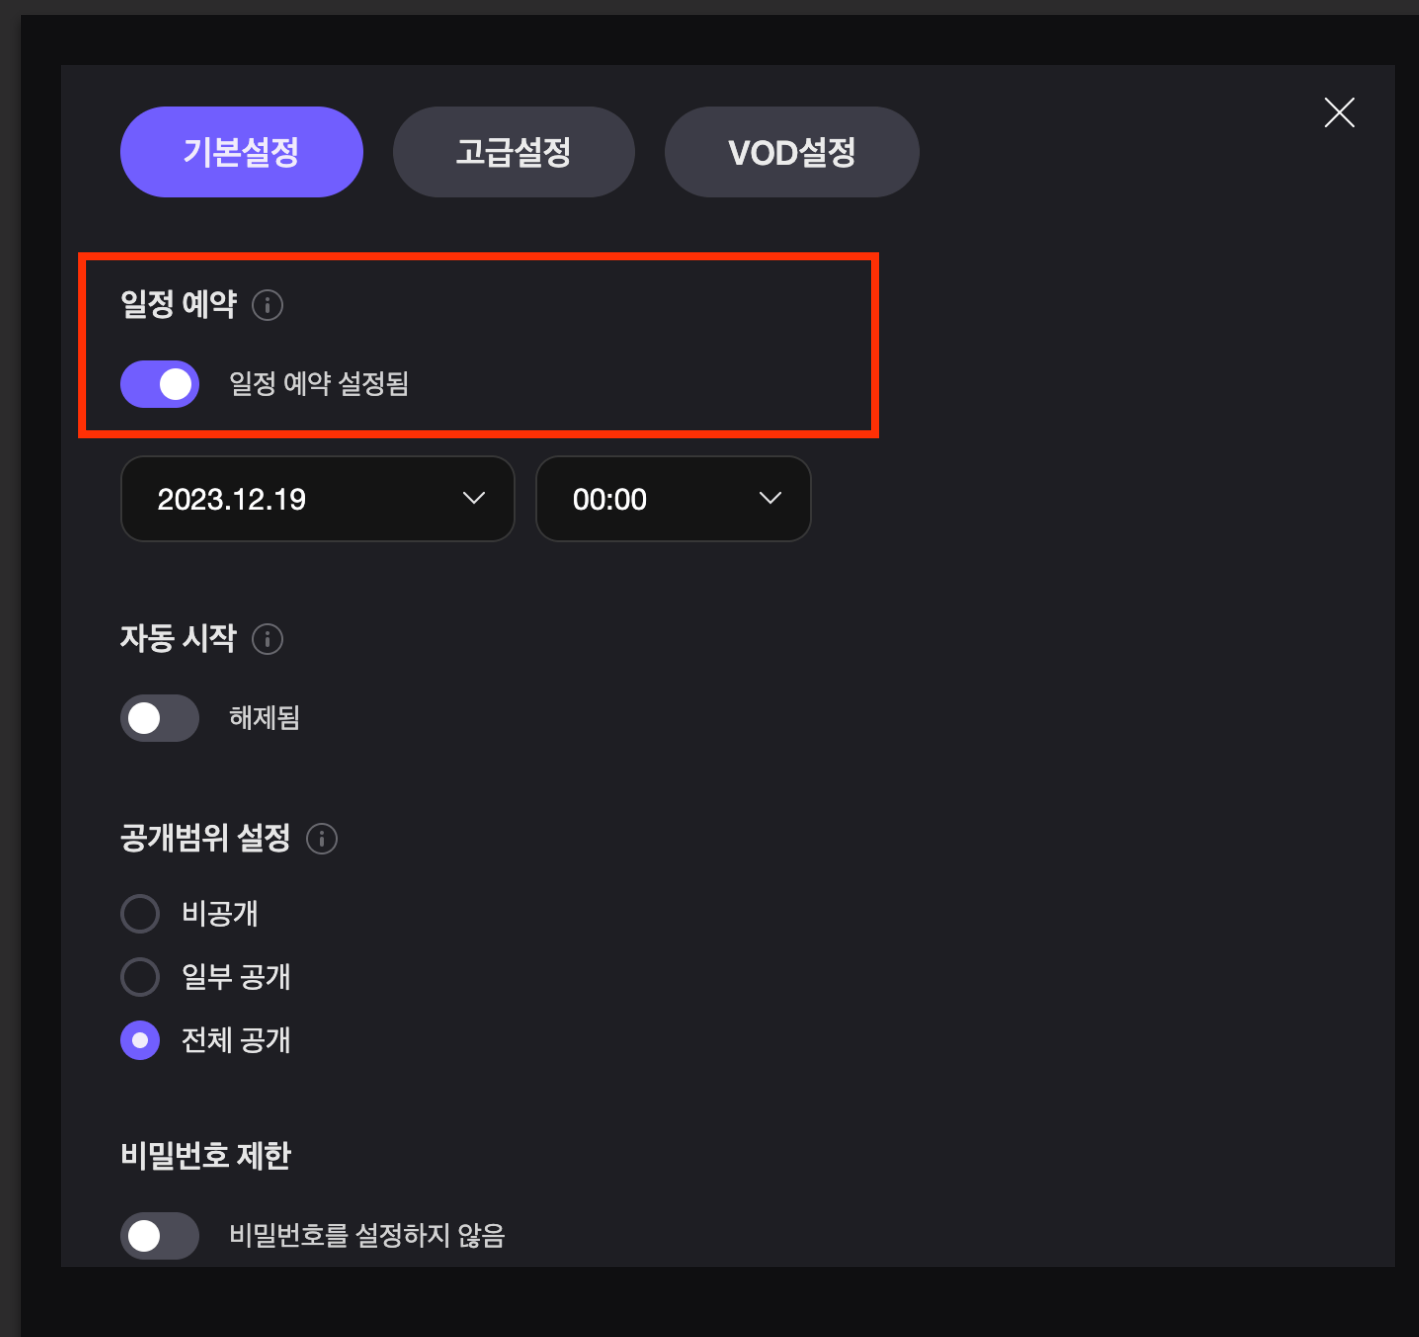 기본설정 고급설정 VOD설정
일정 예약
일정 예약 설정됨
2023.12.19 00:00
자동 시작
해제됨
공개범위 설정
비공개
일부 공개
전체 공개
비밀번호 제한
비밀번호를 설정하지 않음